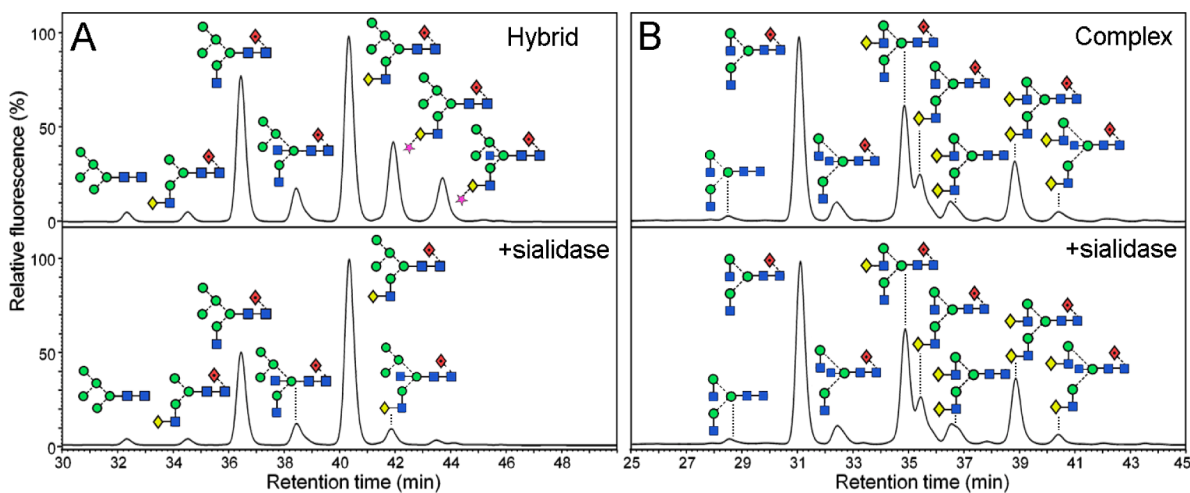 A
Hybrid
100
50
0
+sialidase
100
50
0
30 32 34 36 38 40 42 44 46 48
Retention time (min)
Relative fluorescence (%)
B
Complex
+sialidase
25 27 29 31 33 35 37 39 41 43 45
Retention time (min)